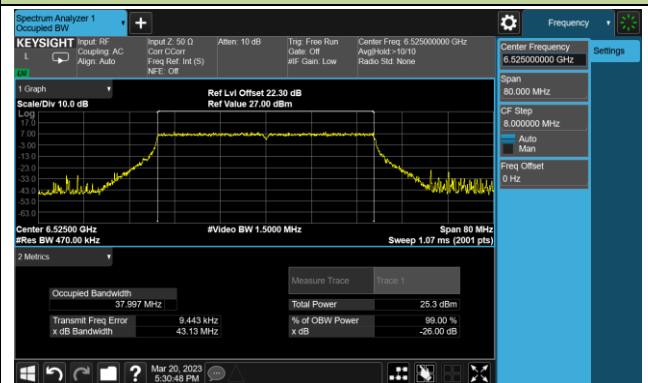 Spectrum Analyzer 1
Occupied BW
Frequency
KEYSIGHT
L
LXI
Input: RF
Coupling: AC
Align: Auto
Input Z: 50 Ω
Corr CCorr
Freq Ref: Int (S)
NFE: Off
Atten: 10 dB
Trig: Free Run
Gate: Off
#IF Gain: Low
Center Freq: 6.525000000 GHz
Avg|Hold:>10/10
Radio Std: None
Center Frequency
6.525000000 GHz
Settings
Span
80.000 MHz
CF Step
8.000000 MHz
Auto
Man
Freq Offset
0 Hz
1 Graph
Scale/Div 10.0 dB
Ref Lvl Offset 22.30 dB
Ref Value 27.00 dBm
Log
17.0
7.00
-3.00
-13.0
-23.0
-33.0
-43.0
-53.0
-63.0
Center 6.52500 GHz
#Res BW 470.00 kHz
#Video BW 1.5000 MHz
Span 80 MHz
Sweep 1.07 ms (2001 pts)
2 Metrics
Measure Trace Trace 1
Occupied Bandwidth
37.997 MHz
Total Power 25.3 dBm
Transmit Freq Error 9.443 kHz
% of OBW Power 99.00 %
x dB Bandwidth 43.13 MHz
x dB -26.00 dB
Mar 20, 2023
5:30:48 PM